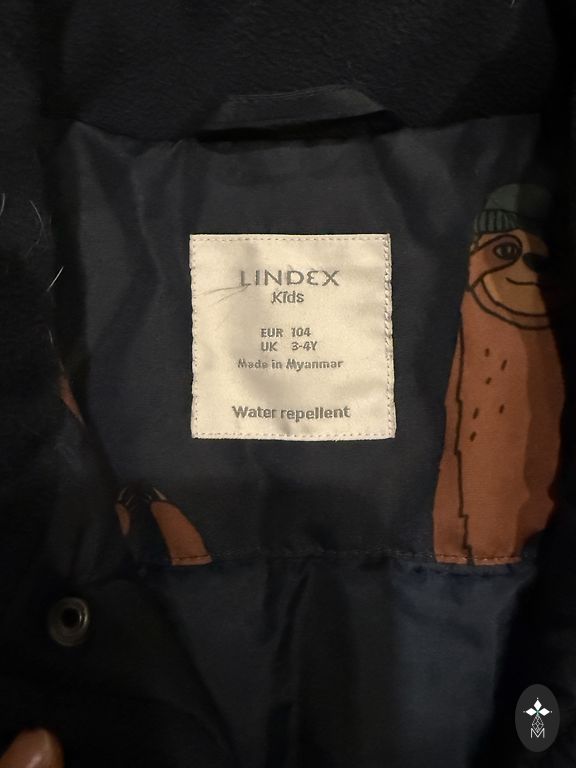 LINDEX
Kids
EUR 104
UK 3-4Y
Made in Myanmar
Water repellent
M